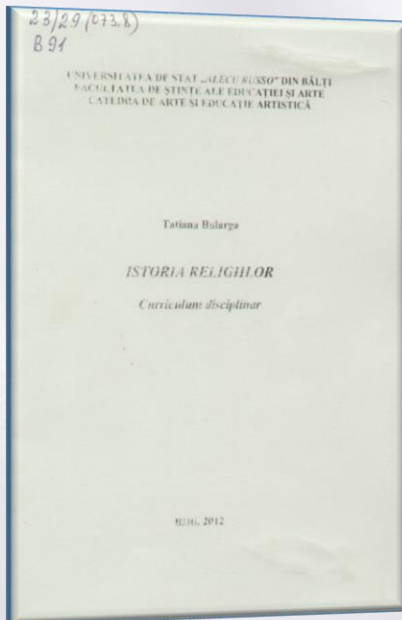 23/29(073.8)
B 91
UNIVERSITATEA DE STAT „ALECU RUSSO” DIN BĂLȚI
FACULTATEA DE ȘTIINȚE ALE EDUCAȚIEI ȘI ARTE
CATEDRA DE ARTE ȘI EDUCAȚIE ARTISTICĂ
Tatiana Bularga
ISTORIA RELIGIILOR
Curriculum disciplinar
Bălți, 2012